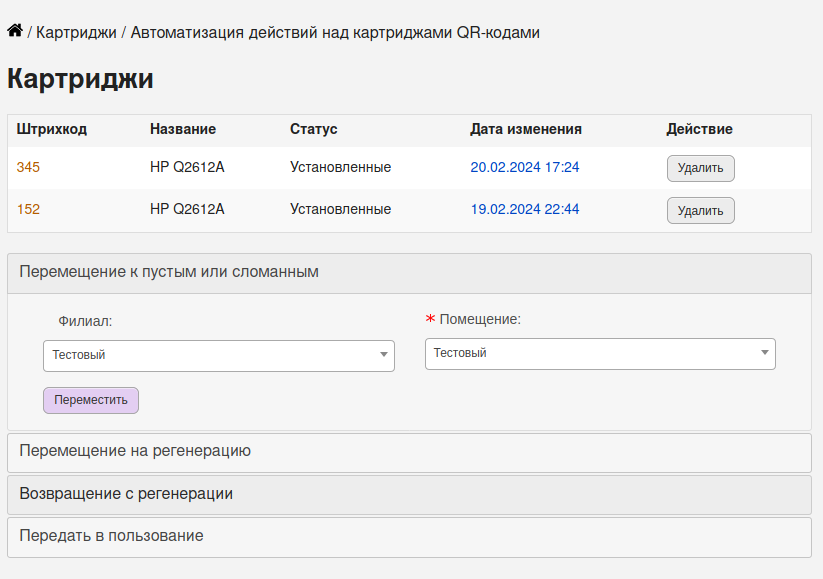 / Картриджи / Автоматизация действий над картриджами QR-кодами
Картриджи
Штрихкод Название Статус Дата изменения Действие
345 HP Q2612A Установленные 20.02.2024 17:24 Удалить
152 HP Q2612A Установленные 19.02.2024 22:44 Удалить
Перемещение к пустым или сломанным
Филиал: * Помещение:
Тестовый Тестовый
Переместить
Перемещение на регенерацию
Возвращение с регенерации
Передать в пользование